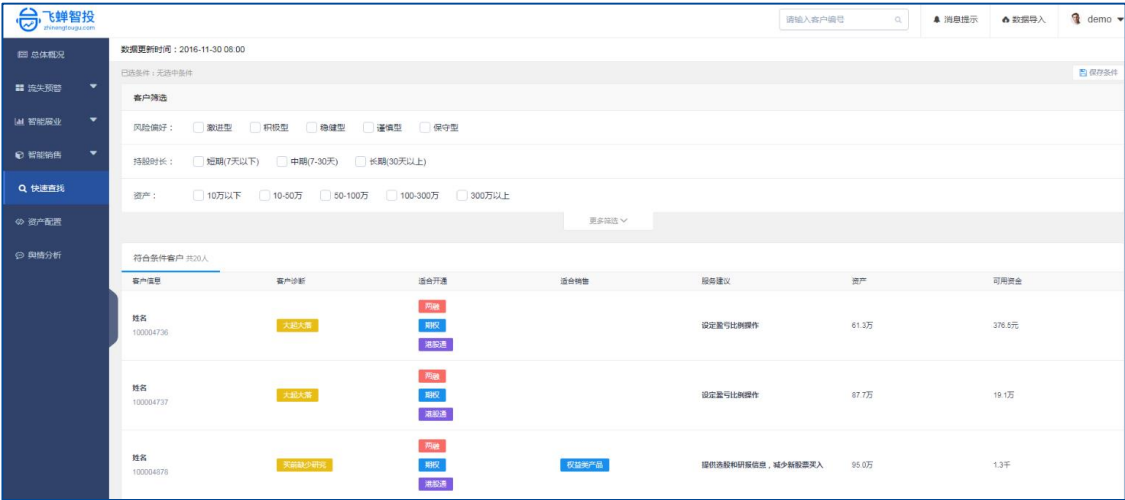 飞蝉智投
zhinengtougu.com
请输入客户编号
消息提示
数据导入
demo
总体概况
流失预警
智能展业
智能销售
快速查找
资产配置
舆情分析
数据更新时间：2016-11-30 08:00
已选条件：无选中条件
保存条件
客户筛选
风险偏好： 激进型 积极型 稳健型 谨慎型 保守型
持股时长： 短期(7天以下) 中期(7-30天) 长期(30天以上)
资产： 10万以下 10-50万 50-100万 100-300万 300万以上
更多筛选
符合条件客户 共20人
客户信息 客户诊断 适合开通 适合销售 服务建议 资产 可用资金
姓名
100004736
大起大落
两融
期权
港股通
设定盈亏比例操作
61.3万
376.5元
姓名
100004737
大起大落
两融
期权
港股通
设定盈亏比例操作
87.7万
19.1万
姓名
100004878
买前缺少研究
两融
期权
港股通
权益类产品
提供选股和研报信息，减少新股票买入
95.0万
1.3千